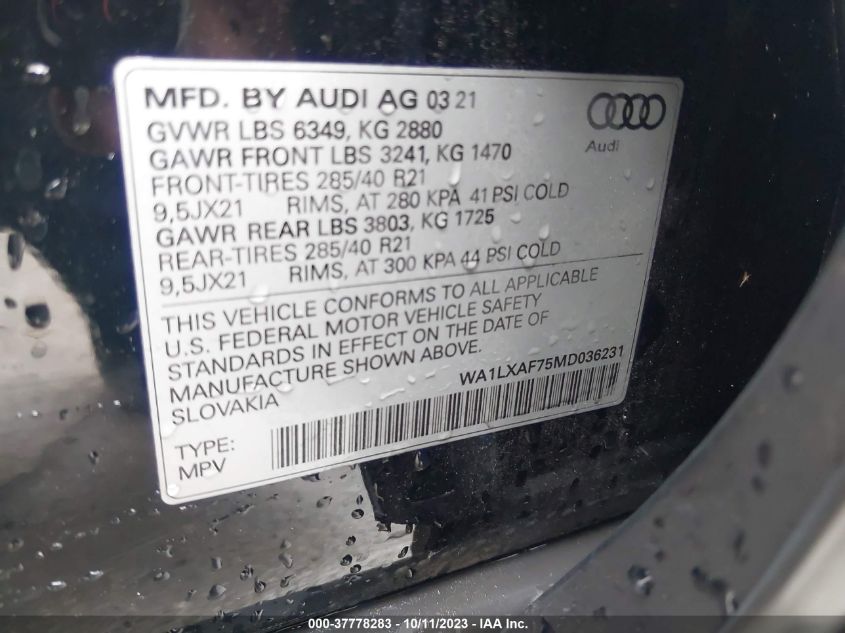 MFD. BY AUDI AG 03 21
Audi
GVWR LBS 6349, KG 2880
GAWR FRONT LBS 3241, KG 1470
FRONT-TIRES 285/40 R21
9,5JX21 RIMS, AT 280 KPA 41 PSI COLD
GAWR REAR LBS 3803, KG 1725
REAR-TIRES 285/40 R21
9,5JX21 RIMS, AT 300 KPA 44 PSI COLD
THIS VEHICLE CONFORMS TO ALL APPLICABLE
U.S. FEDERAL MOTOR VEHICLE SAFETY
STANDARDS IN EFFECT ON THE DATE OF
MANUFACTURE SHOWN ABOVE.
SLOVAKIA
WA1LXAF75MD036231
TYPE:
MPV
000-37778283 - 10/11/2023 - IAAI.COM